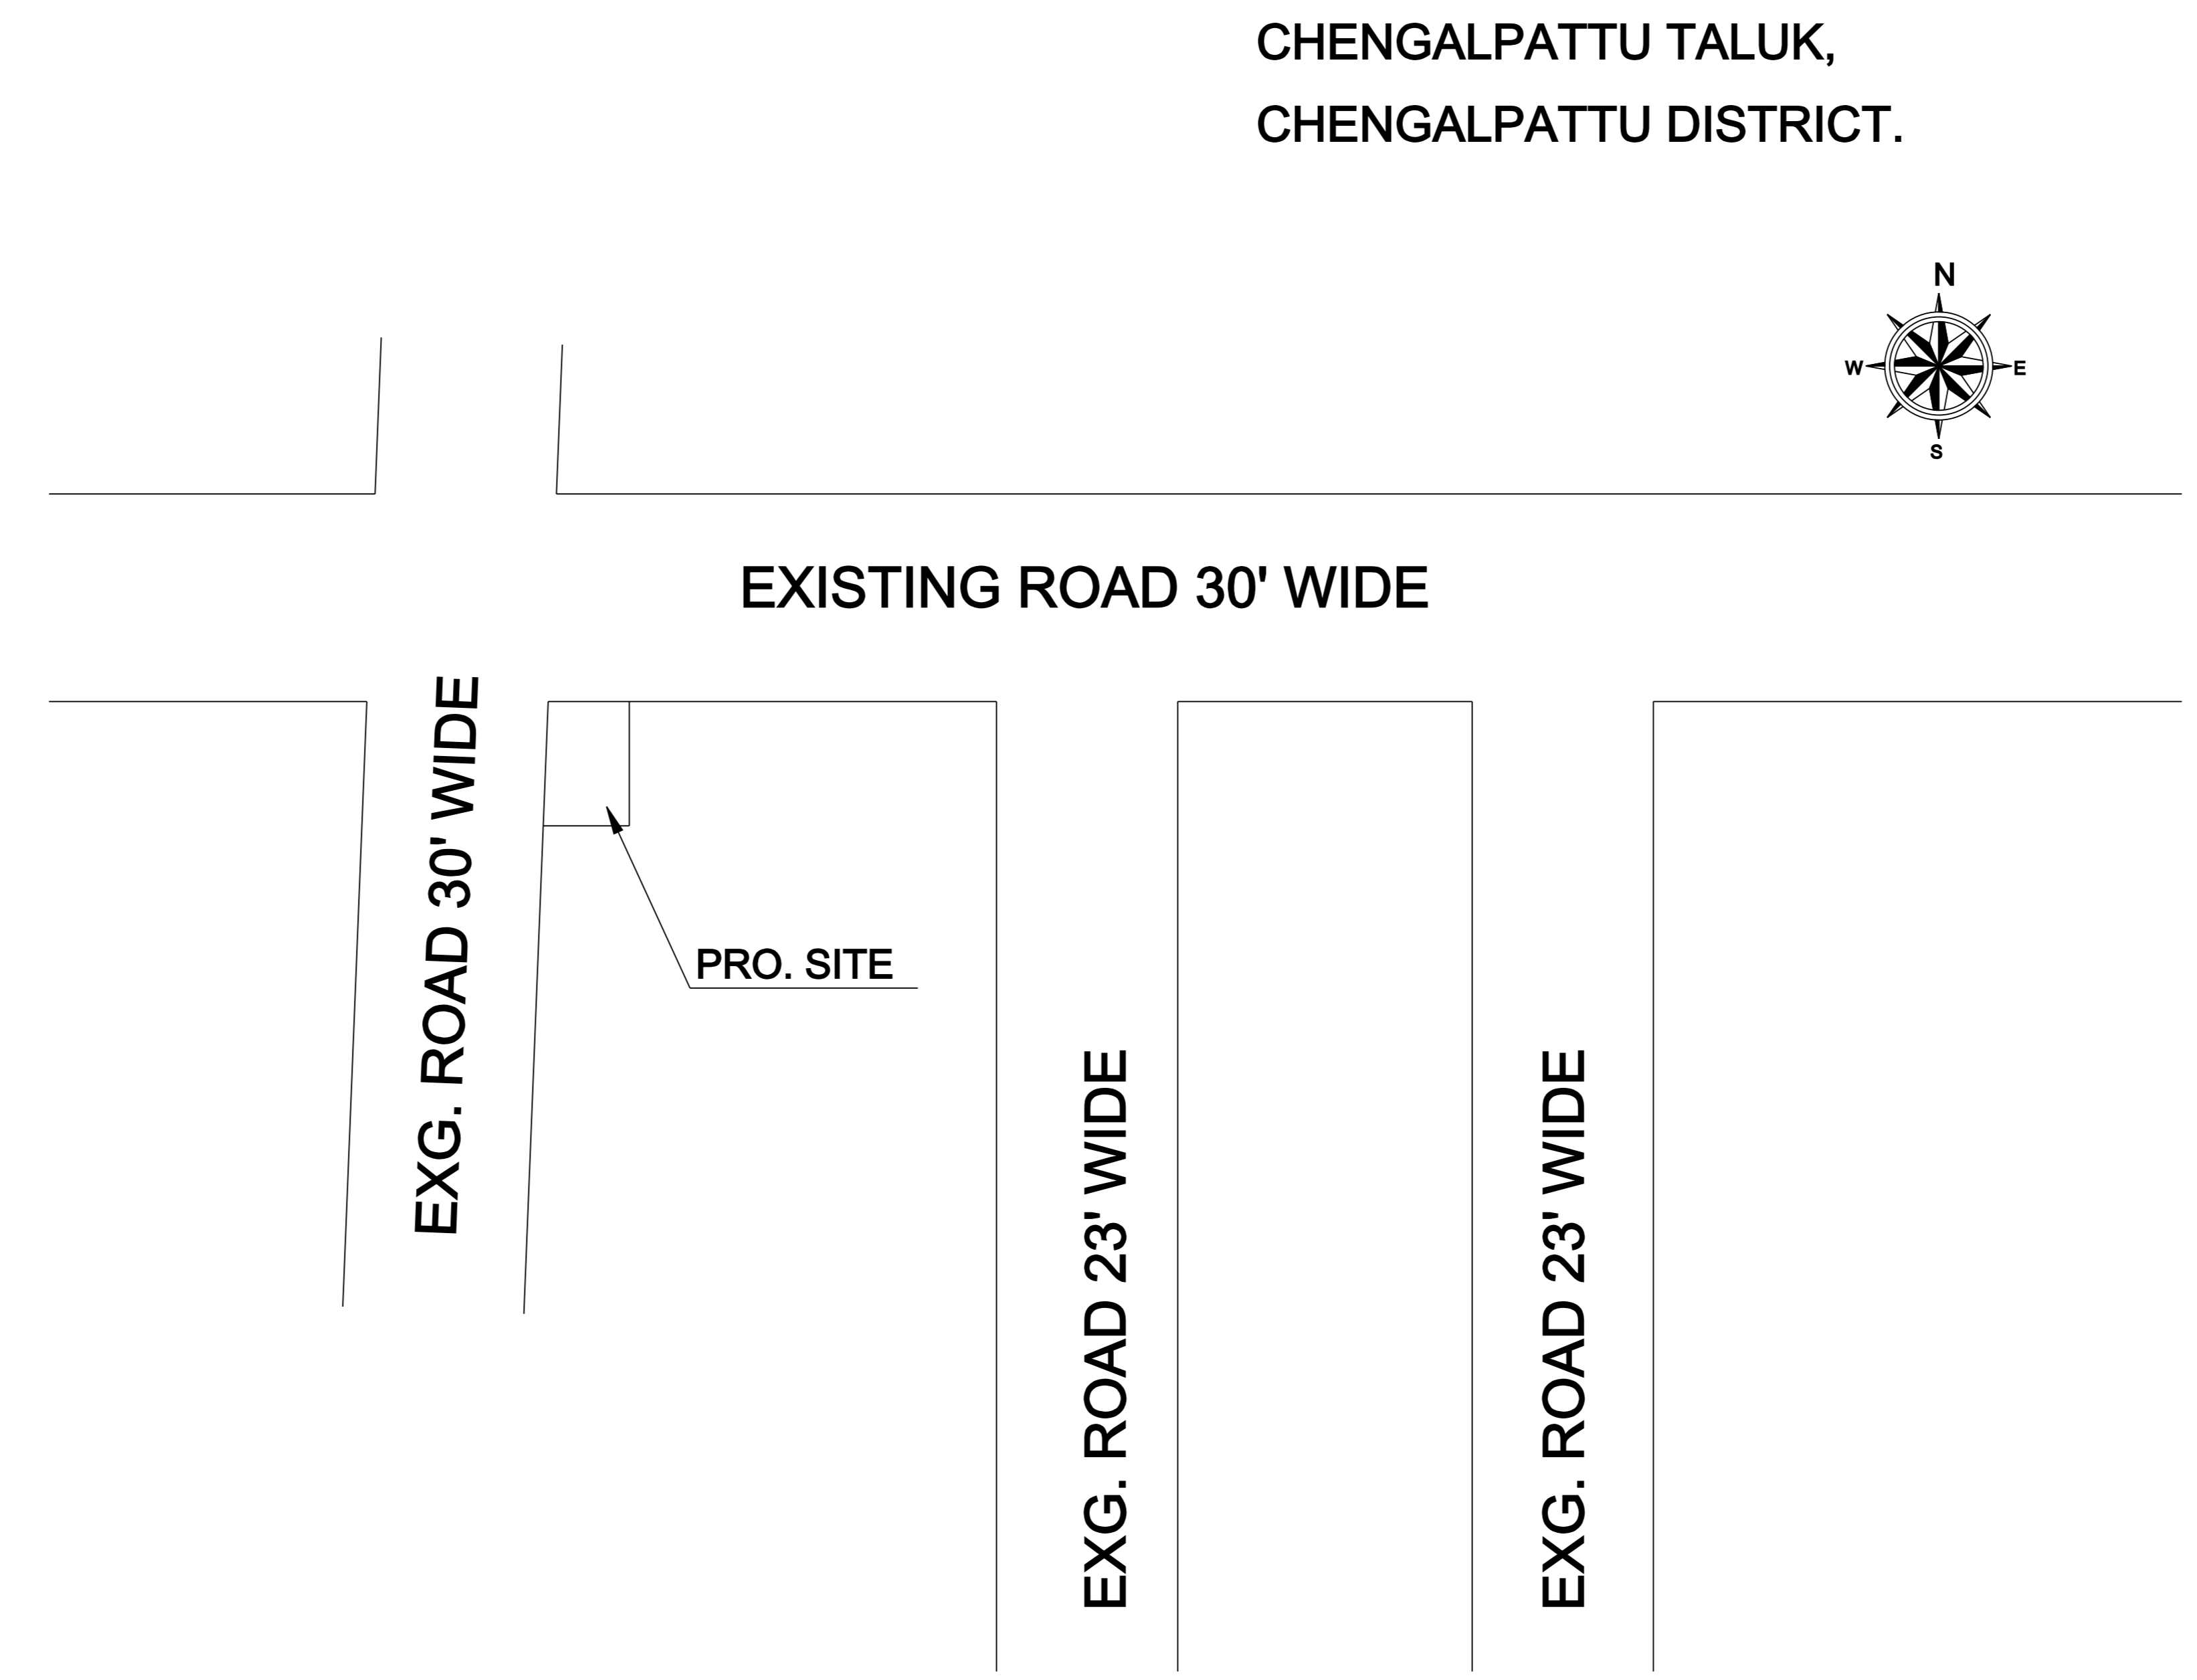 CHENGALPATTU TALUK,
CHENGALPATTU DISTRICT.
N
W
E
S
EXISTING ROAD 30' WIDE
EXG. ROAD 30' WIDE
PRO. SITE
EXG. ROAD 23' WIDE
EXG. ROAD 23' WIDE